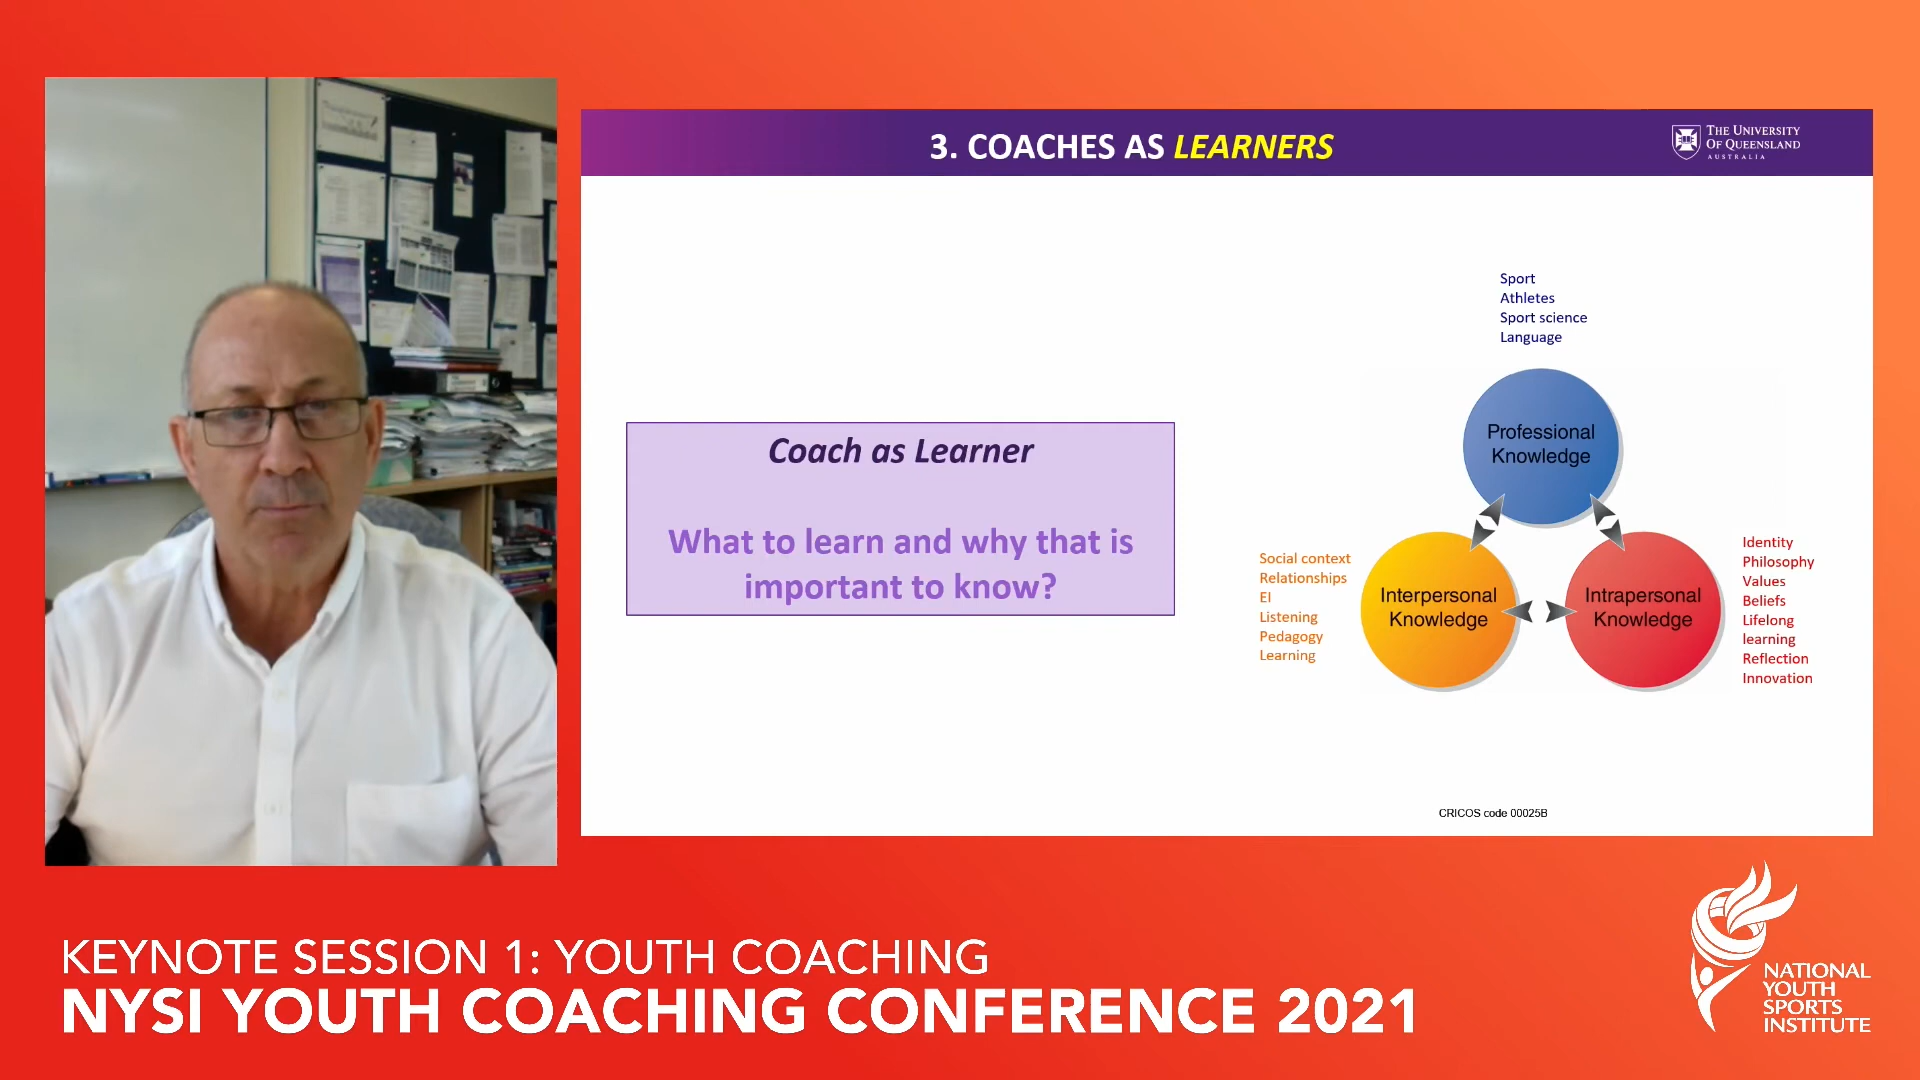 3. COACHES AS LEARNERS
THE UNIVERSITY
OF QUEENSLAND
AUSTRALIA
Sport
Athletes
Sport science
Language
Professional
Knowledge
Coach as Learner
What to learn and why that is
important to know?
Social context
Relationships
EI
Listening
Pedagogy
Learning
Interpersonal
Knowledge
Intrapersonal
Knowledge
Identity
Philosophy
Values
Beliefs
Lifelong
learning
Reflection
Innovation
CRICOS code 00025B
KEYNOTE SESSION 1: YOUTH COACHING
NYSI YOUTH COACHING CONFERENCE 2021
NATIONAL
YOUTH
SPORTS
INSTITUTE